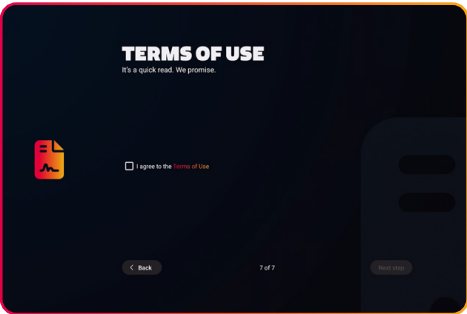 TERMS OF USE
It's a quick read. We promise.
I agree to the Terms of Use
Back
7 of 7
Next step